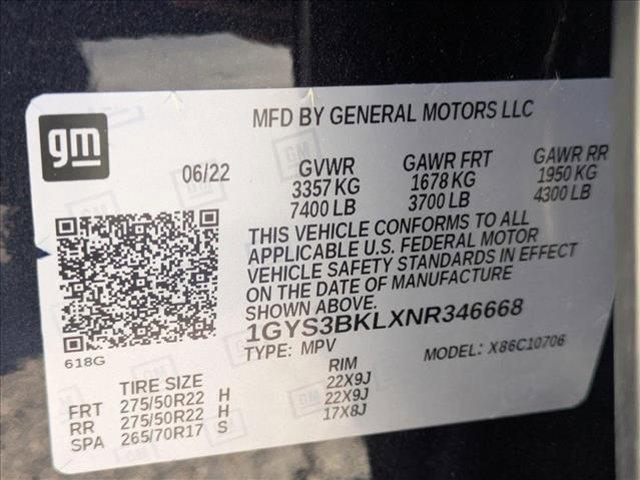 gm
MFD BY GENERAL MOTORS LLC
06/22
GVWR GAWR FRT GAWR RR
3357 KG 1678 KG 1950 KG
7400 LB 3700 LB 4300 LB
THIS VEHICLE CONFORMS TO ALL
APPLICABLE U.S. FEDERAL MOTOR
VEHICLE SAFETY STANDARDS IN EFFECT
ON THE DATE OF MANUFACTURE
SHOWN ABOVE.
1GYS3BKLXNR346668
TYPE: MPV MODEL: X86C10706
618G
TIRE SIZE RIM
FRT 275/50R22 H 22X9J
RR 275/50R22 H 22X9J
SPA 265/70R17 S 17X8J